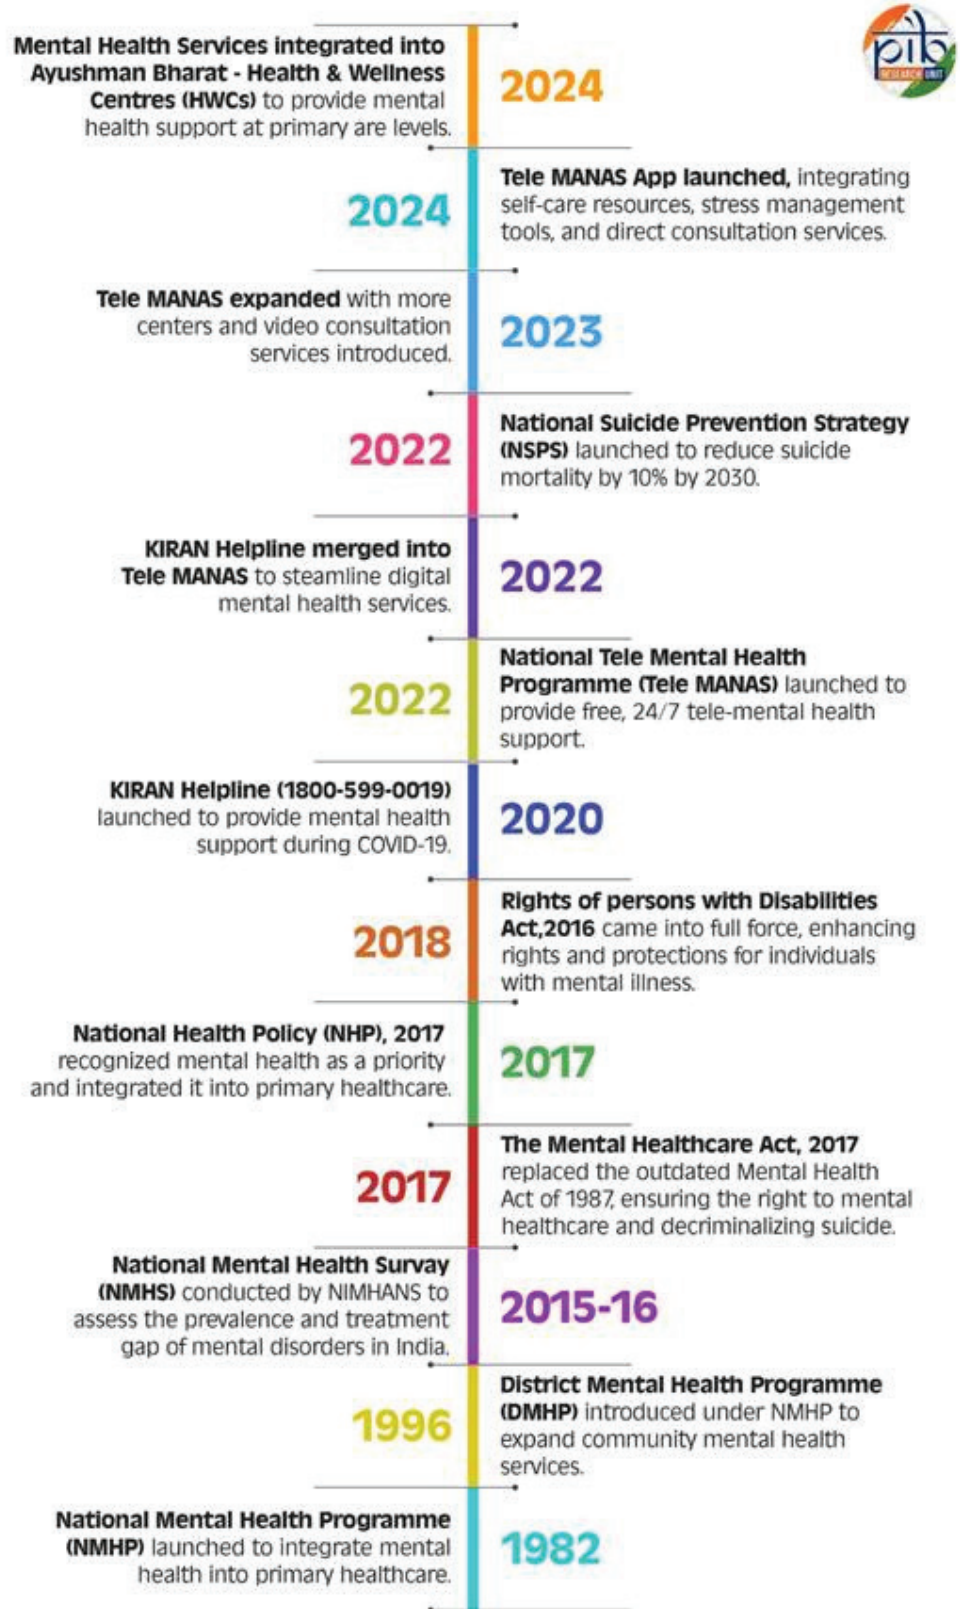 pib
RESEARCH UNIT
Mental Health Services integrated into
Ayushman Bharat - Health & Wellness
Centres (HWCs) to provide mental
health support at primary are levels.
2024
2024
Tele MANAS App launched, integrating
self-care resources, stress management
tools, and direct consultation services.
Tele MANAS expanded with more
centers and video consultation
services introduced.
2023
2022
National Suicide Prevention Strategy
(NSPS) launched to reduce suicide
mortality by 10% by 2030.
KIRAN Helpline merged into
Tele MANAS to steamline digital
mental health services.
2022
2022
National Tele Mental Health
Programme (Tele MANAS) launched to
provide free, 24/7 tele-mental health
support.
KIRAN Helpline (1800-599-0019)
launched to provide mental health
support during COVID-19.
2020
2018
Rights of persons with Disabilities
Act,2016 came into full force, enhancing
rights and protections for individuals
with mental illness.
National Health Policy (NHP), 2017
recognized mental health as a priority
and integrated it into primary healthcare.
2017
2017
The Mental Healthcare Act, 2017
replaced the outdated Mental Health
Act of 1987, ensuring the right to mental
healthcare and decriminalizing suicide.
National Mental Health Survay
(NMHS) conducted by NIMHANS to
assess the prevalence and treatment
gap of mental disorders in India.
2015-16
1996
District Mental Health Programme
(DMHP) introduced under NMHP to
expand community mental health
services.
National Mental Health Programme
(NMHP) launched to integrate mental
health into primary healthcare.
1982